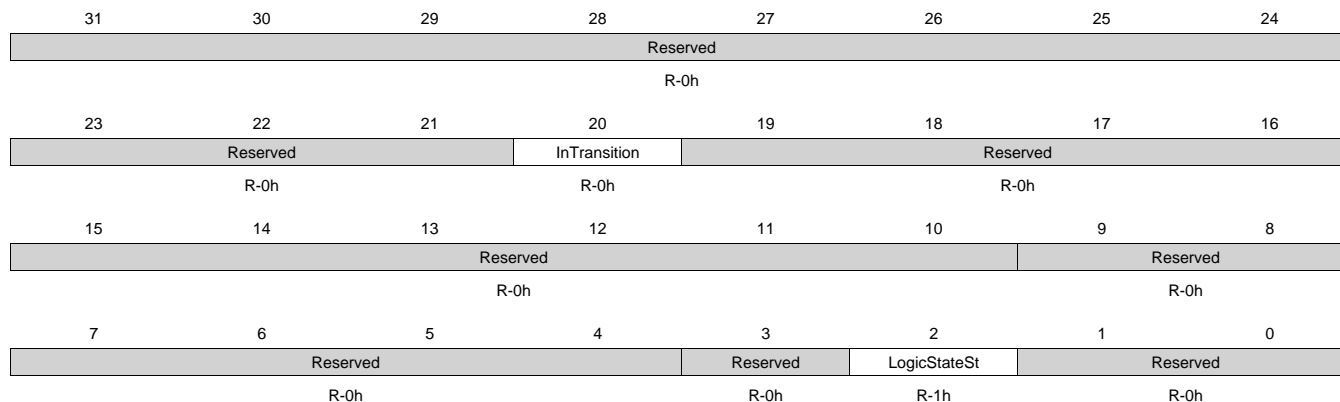 31 30 29 28 27 26 25 24
Reserved
R-0h
23 22 21 20 19 18 17 16
Reserved InTransition Reserved
R-0h R-0h R-0h
15 14 13 12 11 10 9 8
Reserved Reserved
R-0h R-0h
7 6 5 4 3 2 1 0
Reserved Reserved LogicStateSt Reserved
R-0h R-0h R-1h R-0h